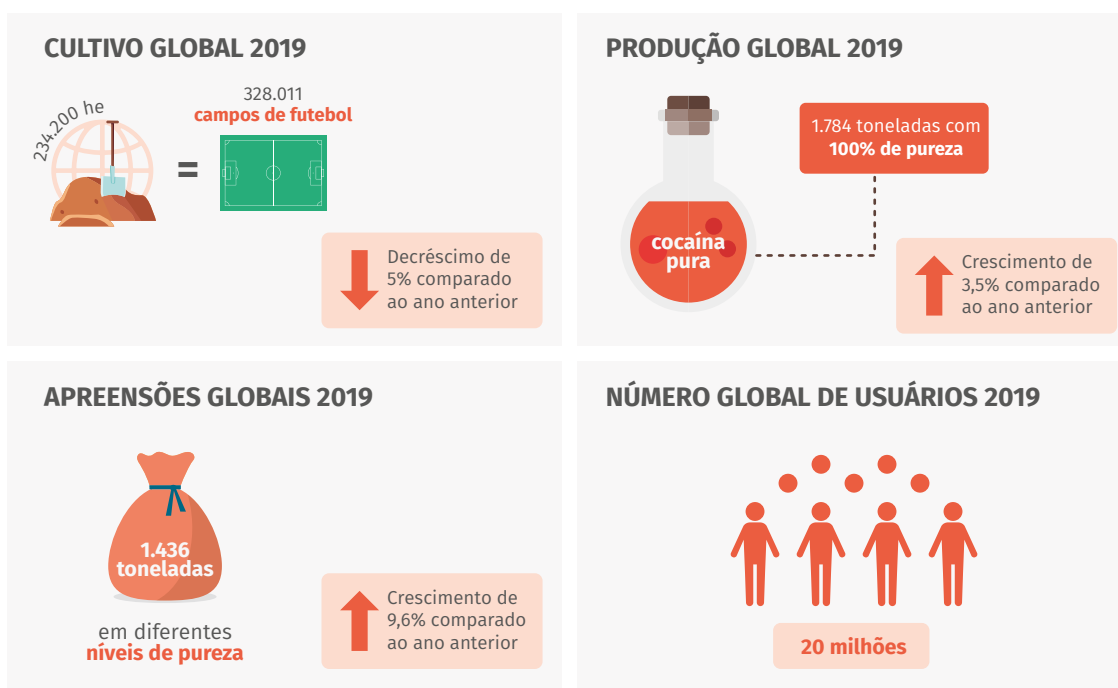 CULTIVO GLOBAL 2019
234.200 he
328.011
campos de futebol
=
Decréscimo de
5% comparado
ao ano anterior
PRODUÇÃO GLOBAL 2019
1.784 toneladas com
100% de pureza
cocaína
pura
Crescimento de
3,5% comparado
ao ano anterior
APREENSÕES GLOBAIS 2019
1.436
toneladas
em diferentes
níveis de pureza
Crescimento de
9,6% comparado
ao ano anterior
NÚMERO GLOBAL DE USUÁRIOS 2019
20 milhões